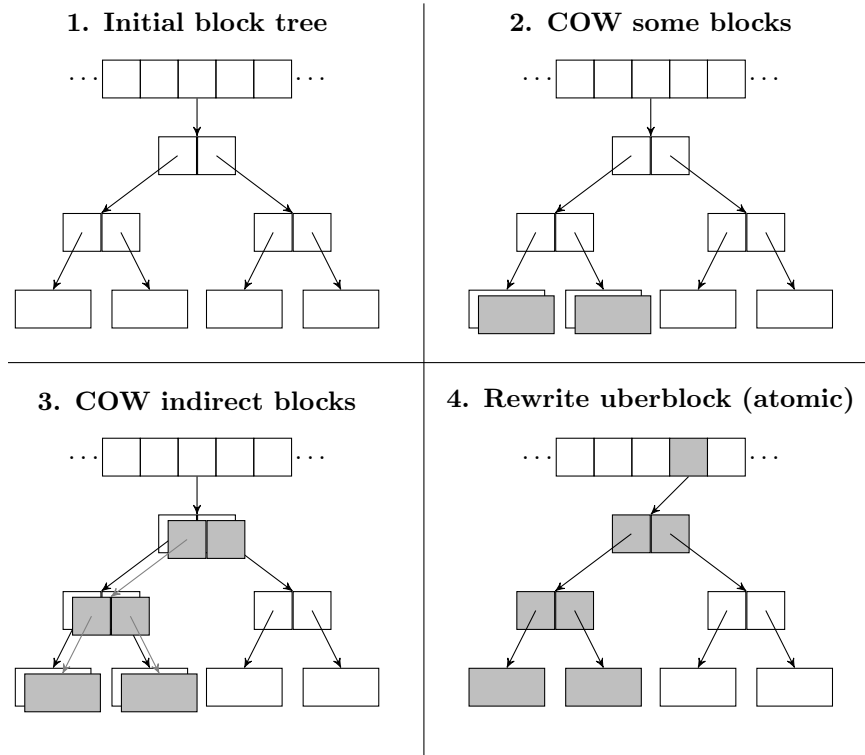 1. Initial block tree
2. COW some blocks
... ...
... ...
3. COW indirect blocks
4. Rewrite uberblock (atomic)
... ...
... ...